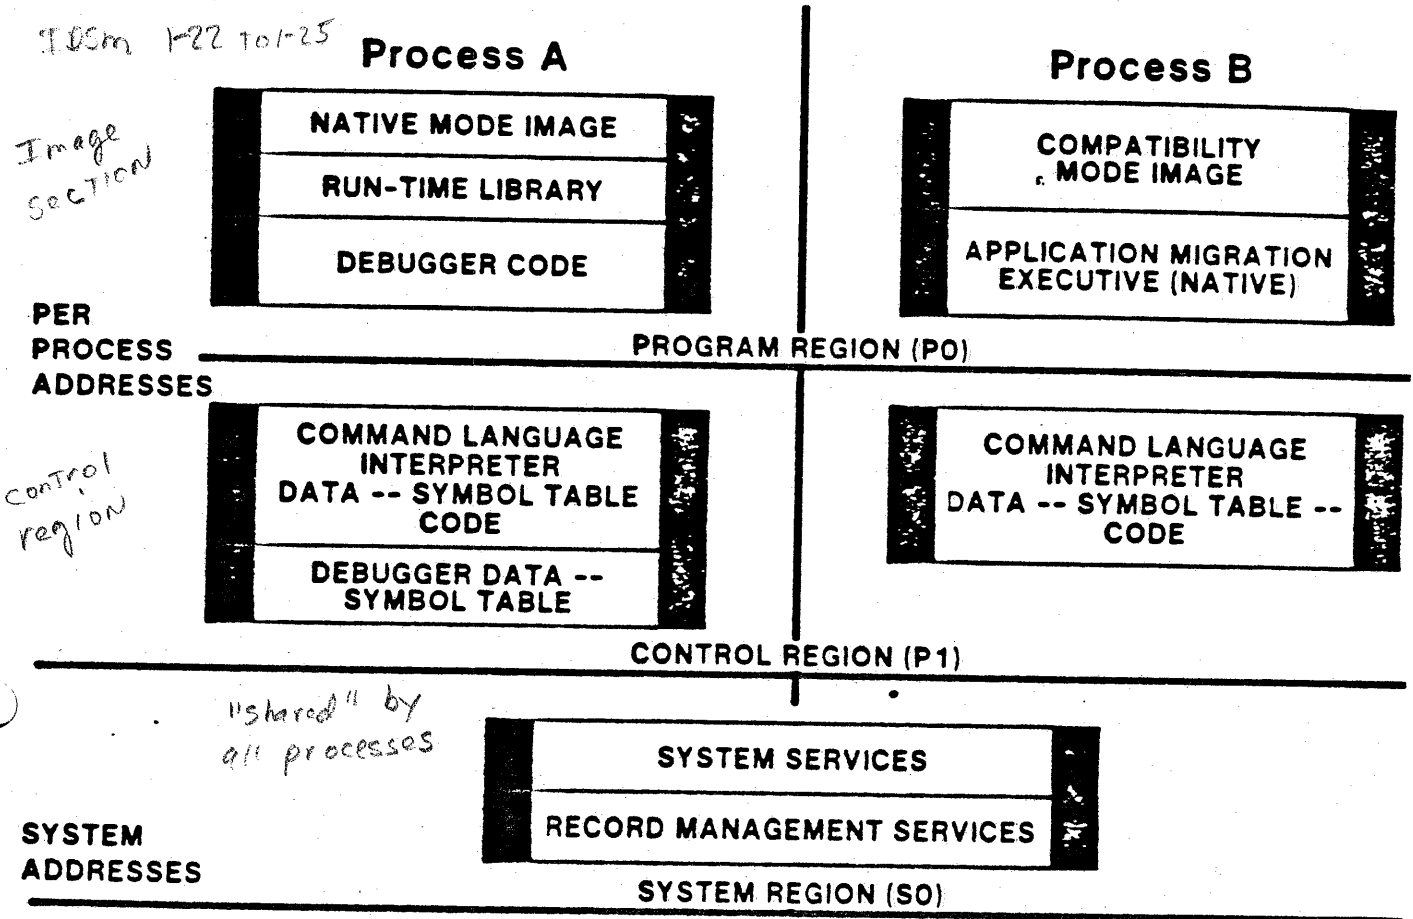 IDSM 1-22 to 1-25
Process A
Process B
Image
section
NATIVE MODE IMAGE
RUN-TIME LIBRARY
DEBUGGER CODE
COMPATIBILITY
MODE IMAGE
APPLICATION MIGRATION
EXECUTIVE (NATIVE)
PER
PROCESS
ADDRESSES
PROGRAM REGION (P0)
control
region
COMMAND LANGUAGE
INTERPRETER
DATA -- SYMBOL TABLE
CODE
DEBUGGER DATA --
SYMBOL TABLE
COMMAND LANGUAGE
INTERPRETER
DATA -- SYMBOL TABLE --
CODE
CONTROL REGION (P1)
"shared" by
all processes
SYSTEM SERVICES
RECORD MANAGEMENT SERVICES
SYSTEM
ADDRESSES
SYSTEM REGION (S0)